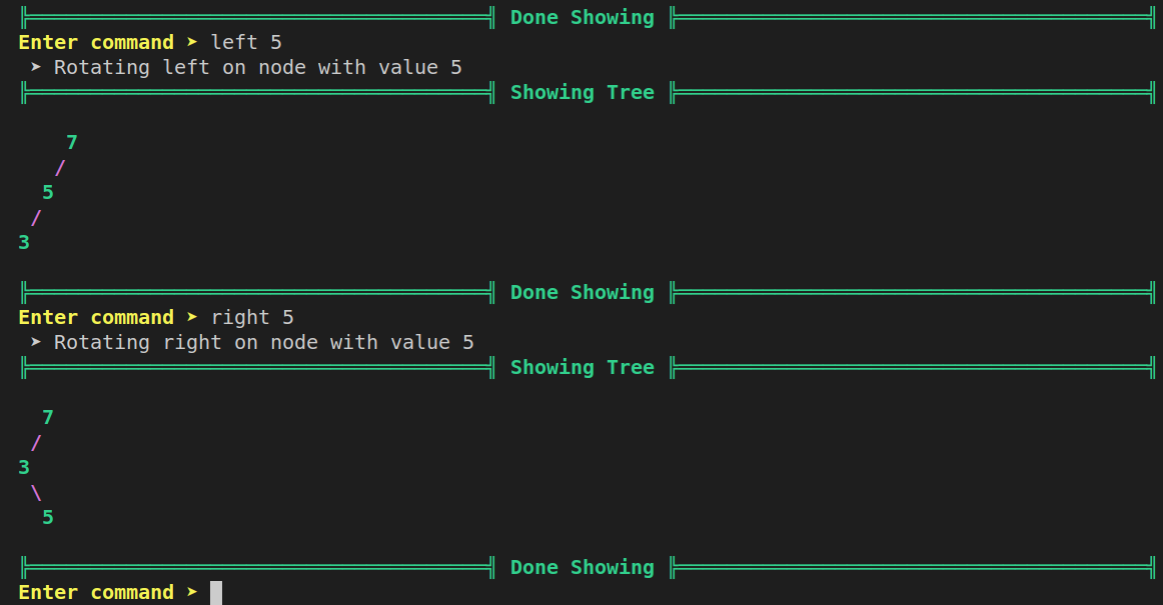 ╠═══════════════════════════════════════╣ Done Showing ╠═══════════════════════════════════════╣
Enter command ➤ left 5
➤ Rotating left on node with value 5
╠═══════════════════════════════════════╣ Showing Tree ╠═══════════════════════════════════════╣
    7
   /
  5
 /
3
╠═══════════════════════════════════════╣ Done Showing ╠═══════════════════════════════════════╣
Enter command ➤ right 5
➤ Rotating right on node with value 5
╠═══════════════════════════════════════╣ Showing Tree ╠═══════════════════════════════════════╣
  7
 /
3
 \
  5
╠═══════════════════════════════════════╣ Done Showing ╠═══════════════════════════════════════╣
Enter command ➤